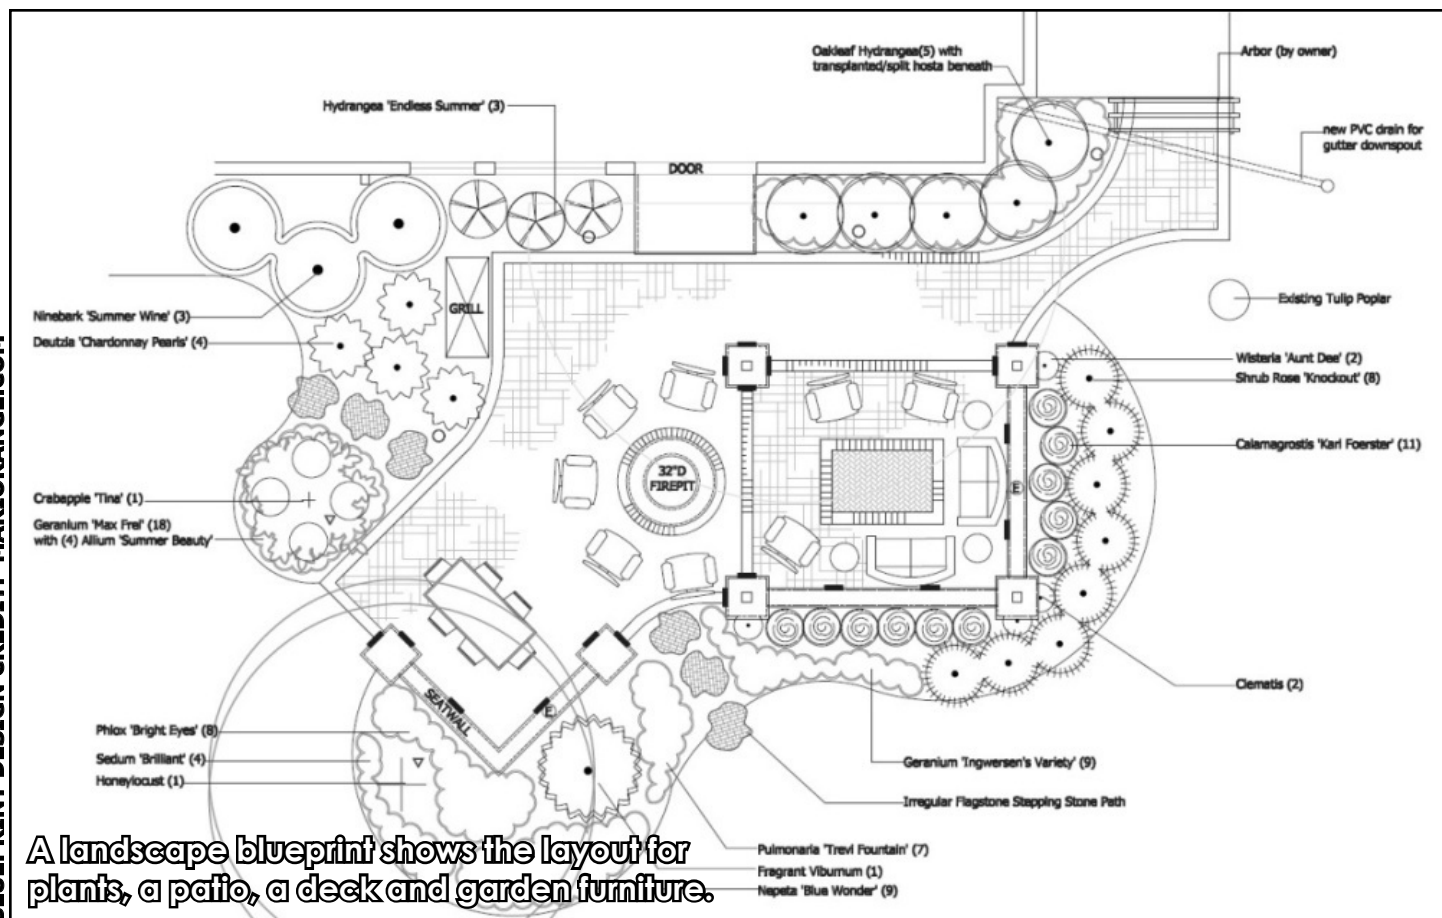 Oakleaf Hydrangea(5) with
transplanted/split hosta beneath
Arbor (by owner)
Hydrangea 'Endless Summer' (3)
new PVC drain for
gutter downspout
DOOR
Existing Tulip Poplar
GRILL
Ninebark 'Summer Wine' (3)
Deutzia 'Chardonnay Pearls' (4)
Wisteria 'Aunt Dee' (2)
Shrub Rose 'Knockout' (8)
Calamagrostis 'Karl Foerster' (11)
32"D
FIREPIT
E
Crabapple 'Tina' (1)
Geranium 'Max Frei' (18)
with (4) Allium 'Summer Beauty'
Clematis (2)
SEATWALL
E
Phlox 'Bright Eyes' (8)
Sedum 'Brilliant' (4)
Honeylocust (1)
Geranium 'Ingwersen's Variety' (9)
Irregular Flagstone Stepping Stone Path
Pulmonaria 'Trevi Fountain' (7)
Fragrant Viburnum (1)
Nepeta 'Blue Wonder' (9)
A landscape blueprint shows the layout for
plants, a patio, a deck and garden furniture.